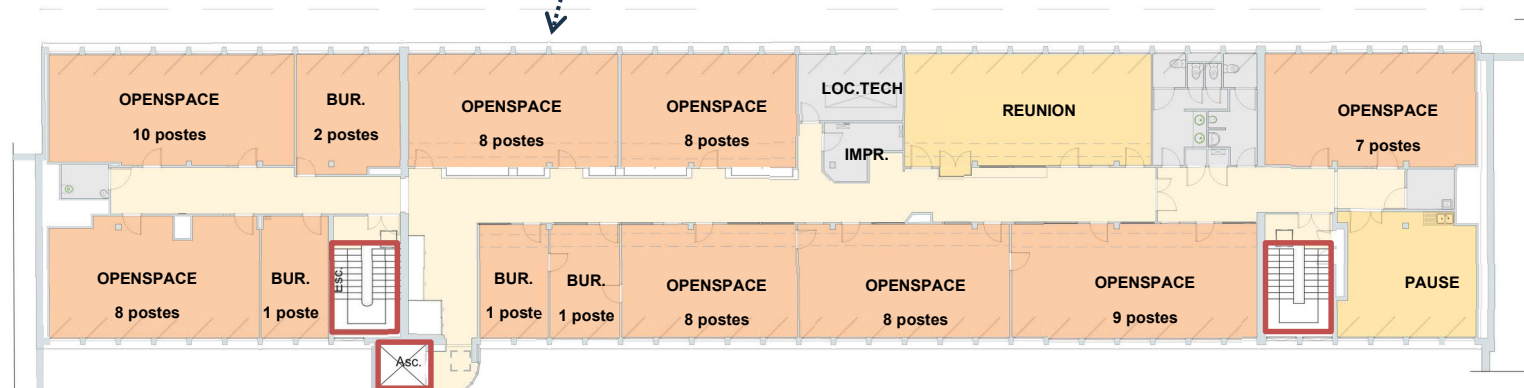 OPENSPACE
10 postes
BUR.
2 postes
OPENSPACE
8 postes
OPENSPACE
8 postes
LOC.TECH
IMPR.
REUNION
OPENSPACE
7 postes
OPENSPACE
8 postes
BUR.
1 poste
Esc.
Asc.
BUR.
1 poste
BUR.
1 poste
OPENSPACE
8 postes
OPENSPACE
8 postes
OPENSPACE
9 postes
PAUSE